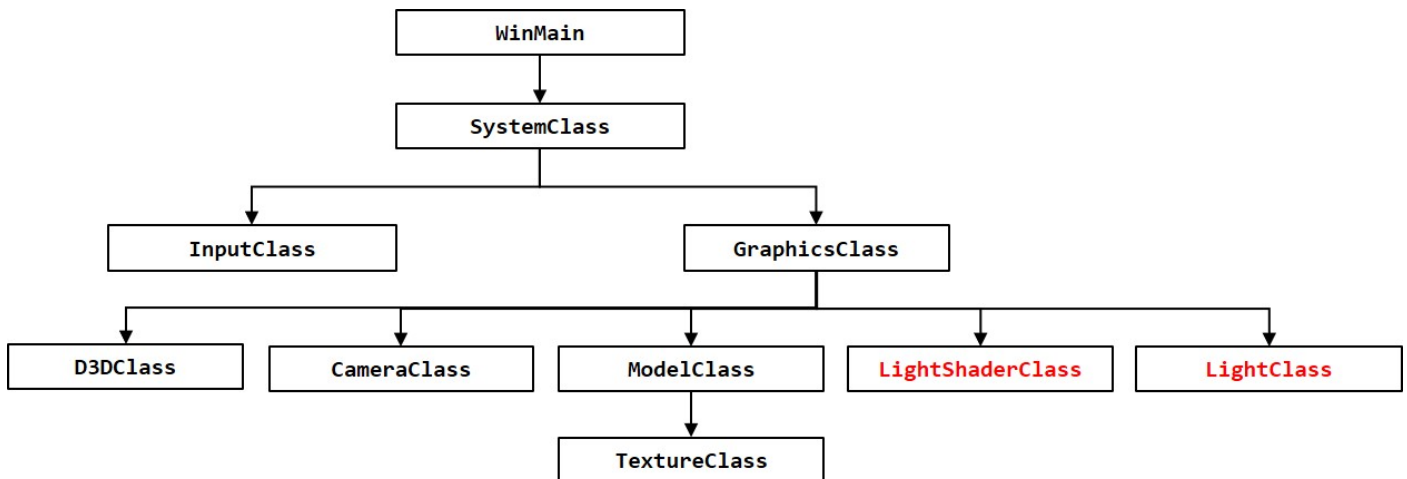 WinMain
SystemClass
InputClass
GraphicsClass
D3DClass
CameraClass
ModelClass
LightShaderClass
LightClass
TextureClass